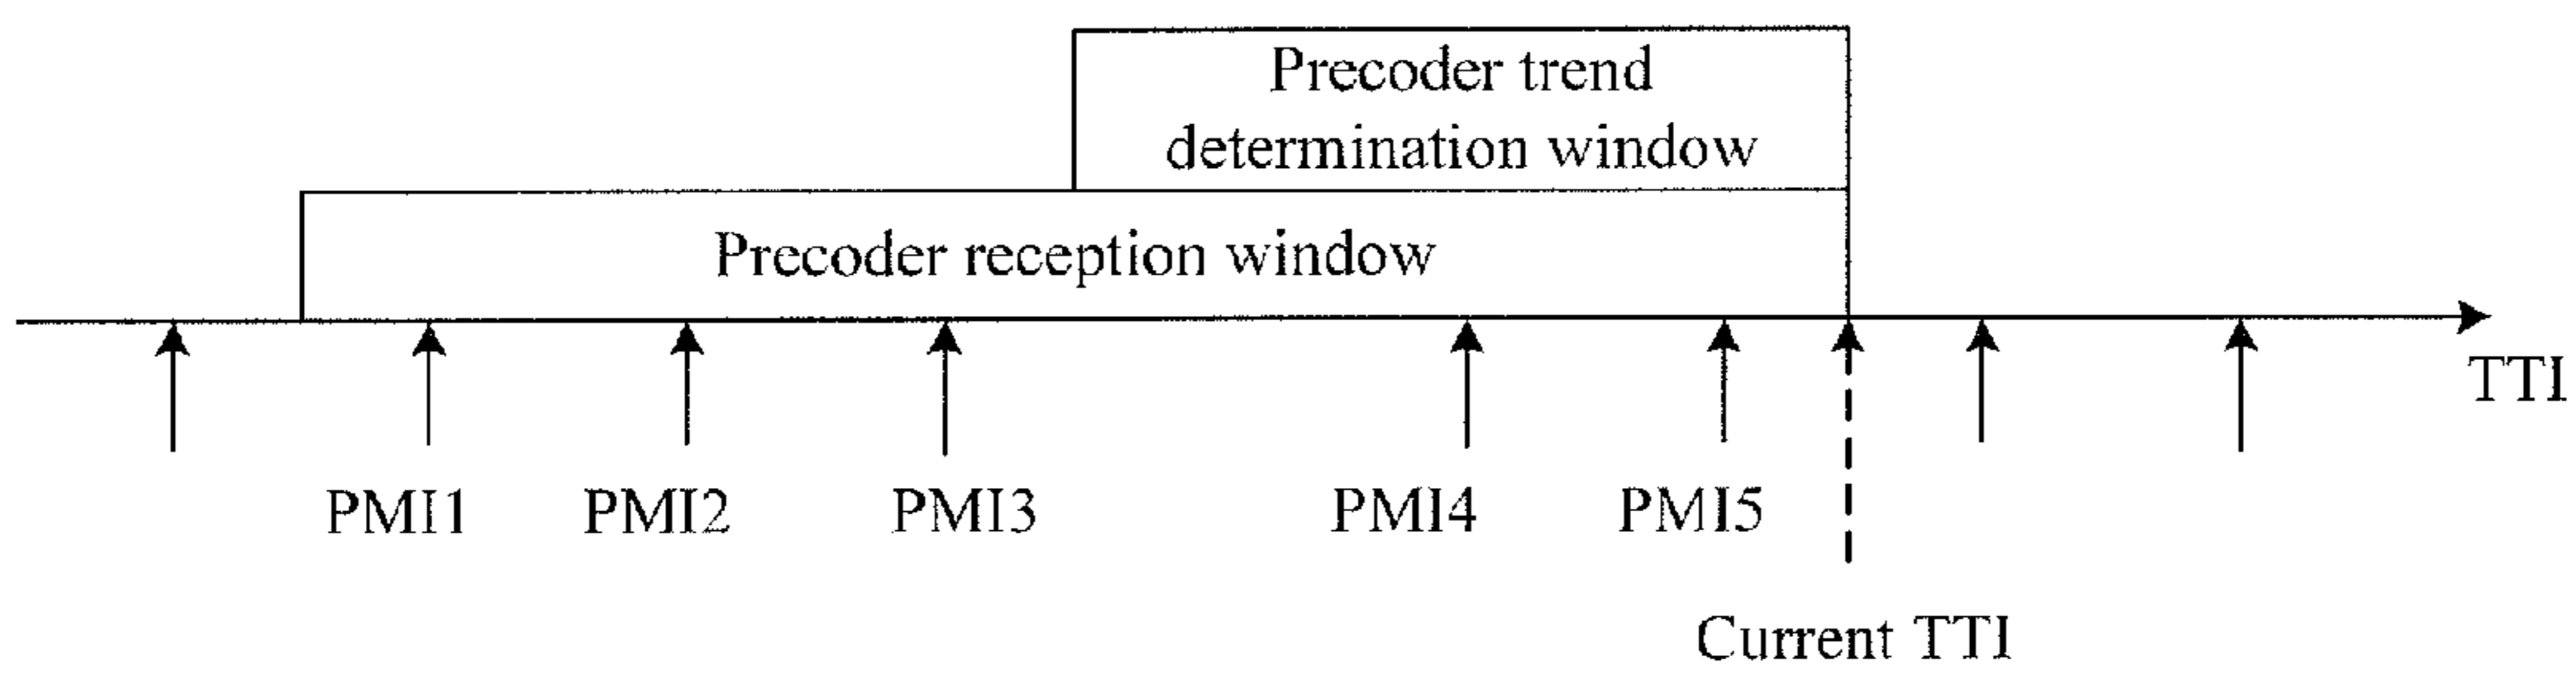 Precoder trend
determination window
Precoder reception window
TTI
PMI1 PMI2 PMI3 PMI4 PMI5
Current TTI